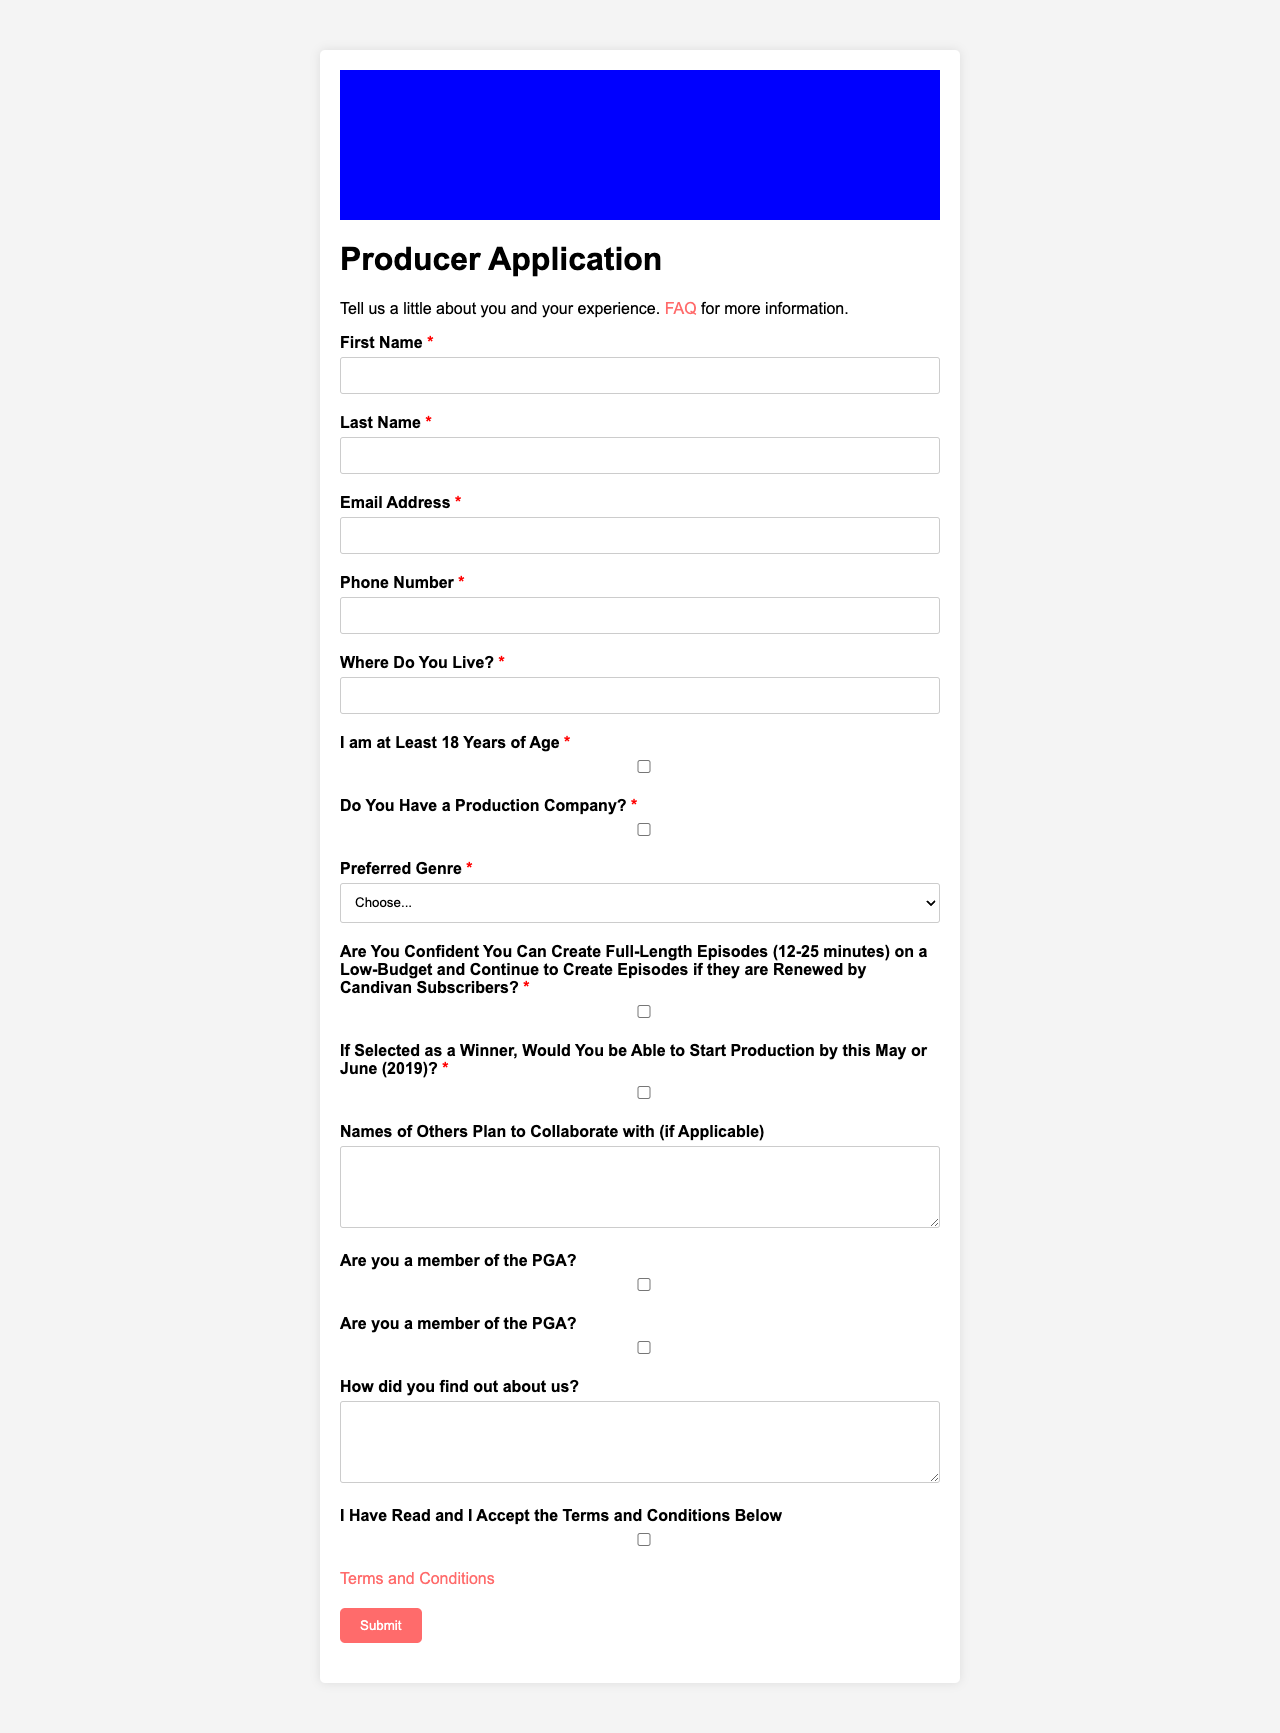 Producer Application
Tell us a little about you and your experience. FAQ for more information.
First Name *
Last Name *
Email Address *
Phone Number *
Where Do You Live? *
I am at Least 18 Years of Age *
Do You Have a Production Company? *
Preferred Genre *
Choose...
Are You Confident You Can Create Full-Length Episodes (12-25 minutes) on a
Low-Budget and Continue to Create Episodes if they are Renewed by
Candivan Subscribers? *
If Selected as a Winner, Would You be Able to Start Production by this May or
June (2019)? *
Names of Others Plan to Collaborate with (if Applicable)
Are you a member of the PGA?
Are you a member of the PGA?
How did you find out about us?
I Have Read and I Accept the Terms and Conditions Below
Terms and Conditions
Submit